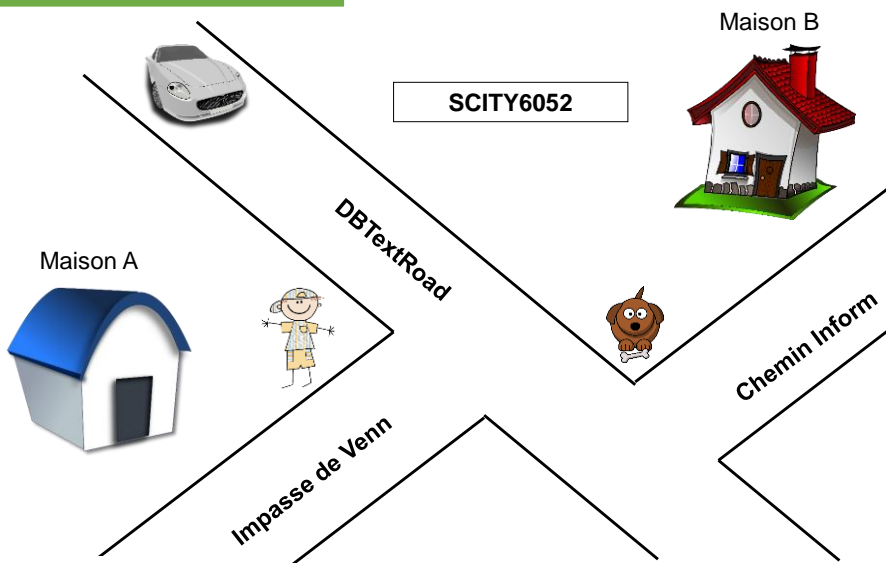 Maison B
SCITY6052
DBTextRoad
Maison A
Chemin Inform
Impasse de Venn